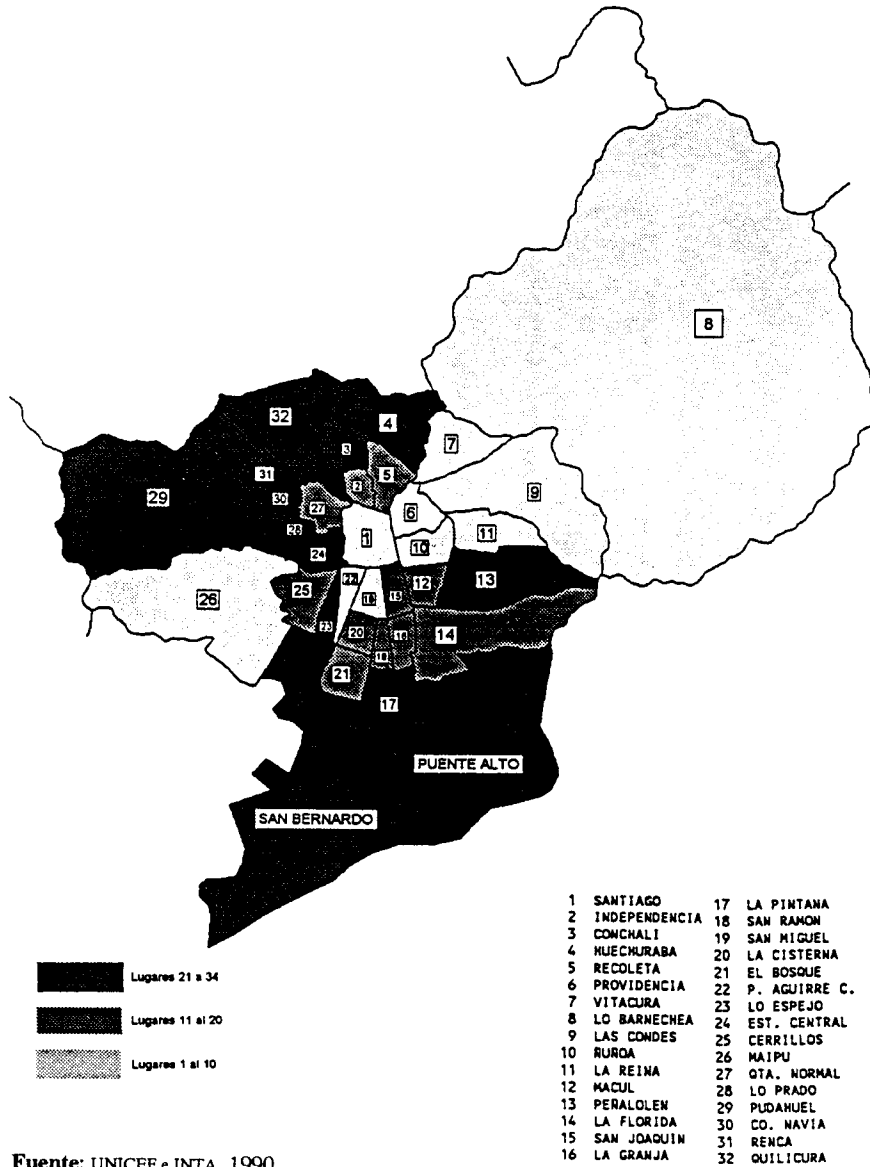 8
32
4
3
7
31
5
29
2
9
30
27
6
28
1
11
10
24
22
12
13
25
15
26
19
23
20
16
14
18
21
17
PUENTE ALTO
SAN BERNARDO
1 SANTIAGO
2 INDEPENDENCIA
3 CONCHALI
4 HUECHURABA
5 RECOLETA
6 PROVIDENCIA
7 VITACURA
8 LO BARNECHEA
9 LAS CONDES
10 ÑUÑOA
11 LA REINA
12 MACUL
13 PEÑALOLEN
14 LA FLORIDA
15 SAN JOAQUIN
16 LA GRANJA
17 LA PINTANA
18 SAN RAMON
19 SAN MIGUEL
20 LA CISTERNA
21 EL BOSQUE
22 P. AGUIRRE C.
23 LO ESPEJO
24 EST. CENTRAL
25 CERRILLOS
26 MAIPU
27 QTA. NORMAL
28 LO PRADO
29 PUDAHUEL
30 CO. NAVIA
31 RENCA
32 QUILICURA
Lugares 21 a 34
Lugares 11 al 20
Lugares 1 al 10
Fuente: UNICEF e INTA, 1990